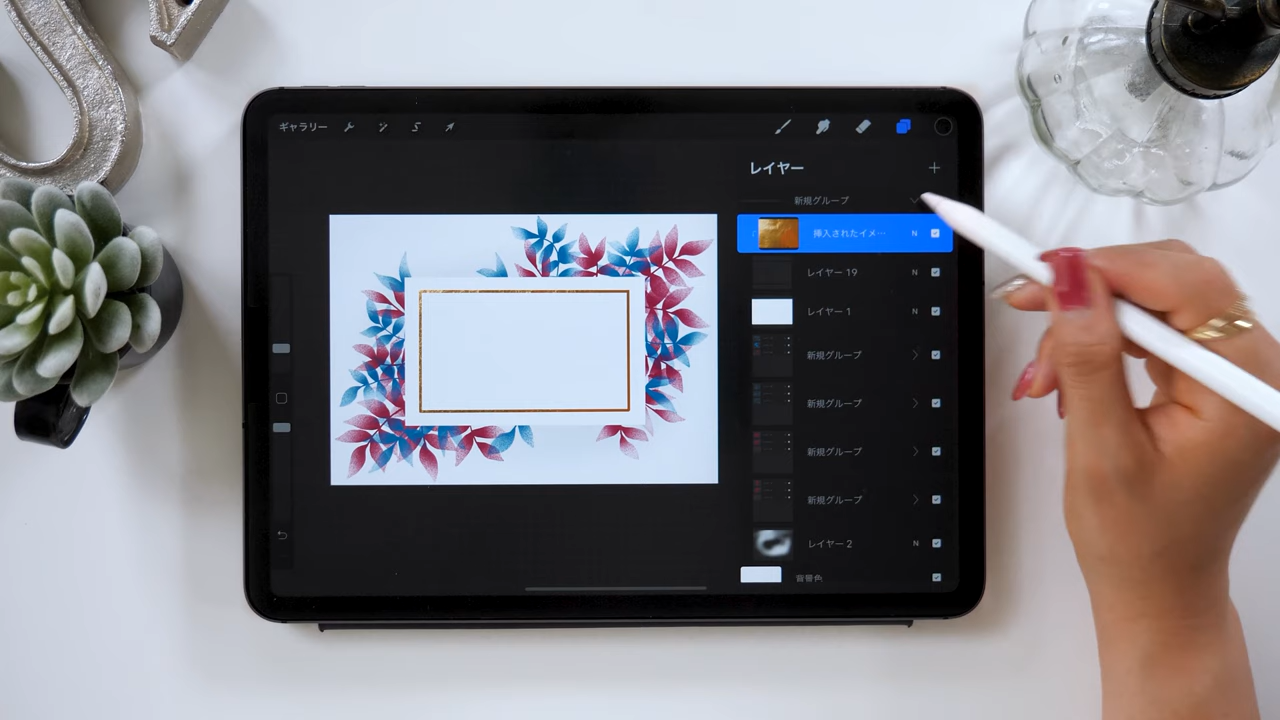 ギャラリー
レイヤー
新規グループ
挿入されたイメ…
N
レイヤー 19
N
レイヤー 1
N
新規グループ
新規グループ
新規グループ
新規グループ
レイヤー 2
N
背景色